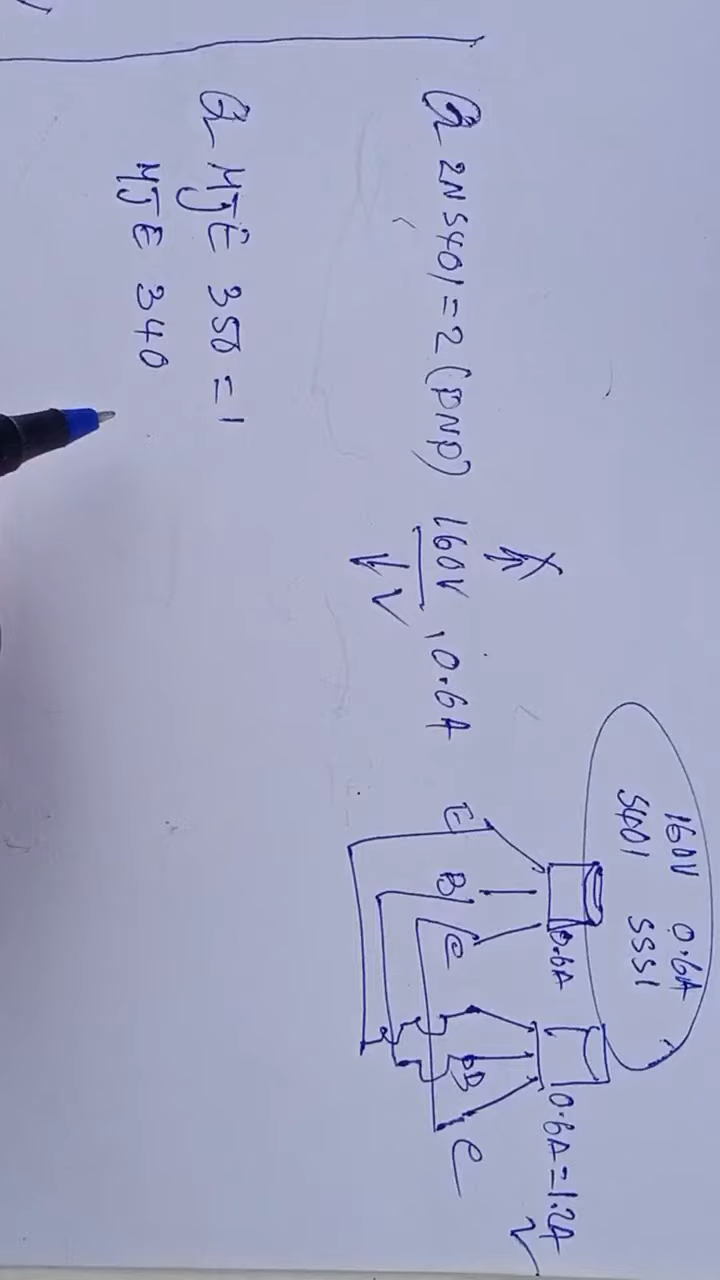 160V 0.6A
5401 5551
0.6A 0.6A = 1.2A
Q 2N5401 = 2 (PNP) 160V, 0.6A
E B C B C
Q MJE 350 = 1
MJE 340